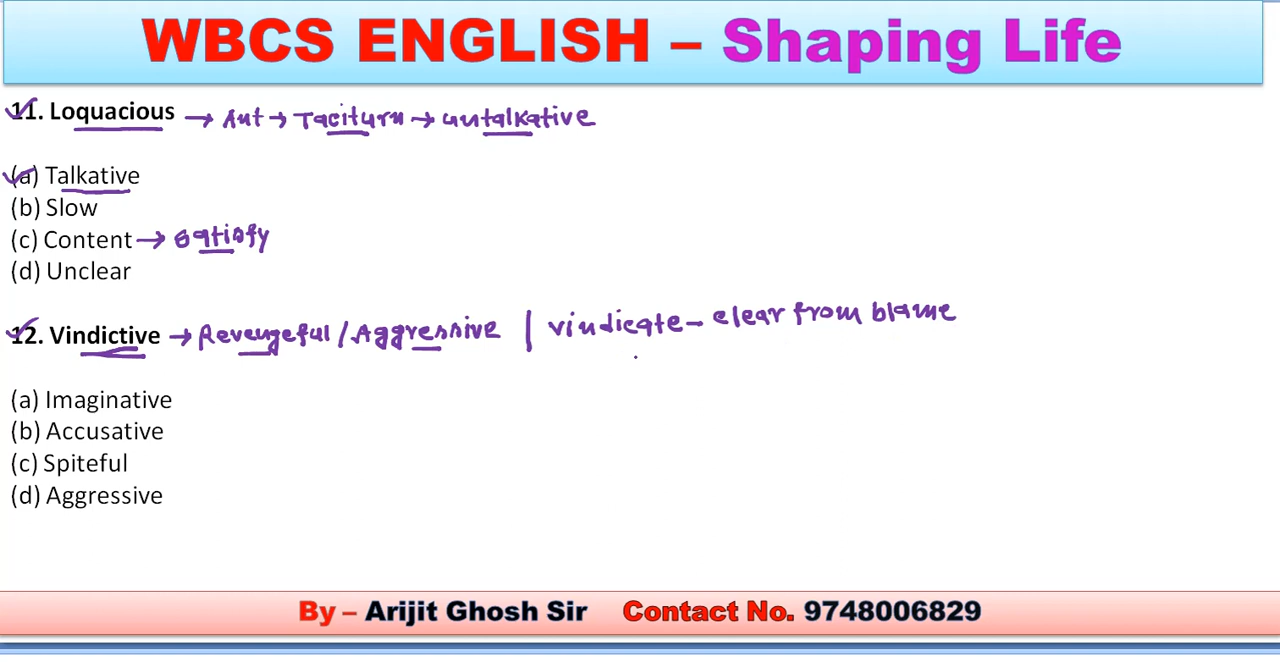 WBCS ENGLISH – Shaping Life
11. Loquacious → Ant → Taciturn → untalkative
(a) Talkative
(b) Slow
(c) Content → satisfy
(d) Unclear
12. Vindictive → Revengeful / Aggressive | vindicate – clear from blame
(a) Imaginative
(b) Accusative
(c) Spiteful
(d) Aggressive
By – Arijit Ghosh Sir Contact No. 9748006829